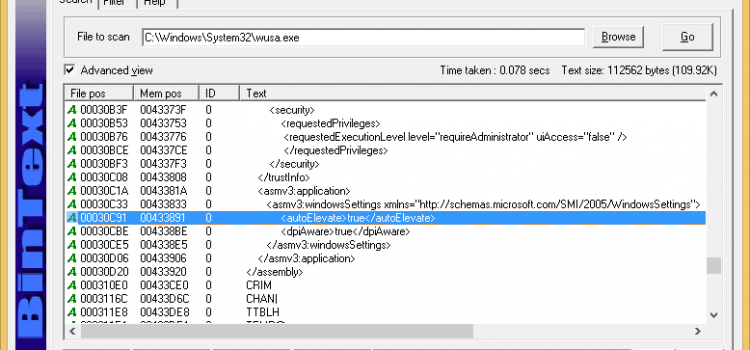 Search Filter Help
File to scan C:\Windows\System32\wusa.exe Browse Go
Advanced view Time taken : 0.078 secs Text size: 112562 bytes (109.92K)
File pos Mem pos ID Text
A 00030B3F 0043373F 0 <security>
A 00030B53 00433753 0 <requestedPrivileges>
A 00030B76 00433776 0 <requestedExecutionLevel level="requireAdministrator" uiAccess="false" />
A 00030BCE 004337CE 0 </requestedPrivileges>
A 00030BF3 004337F3 0 </security>
A 00030C08 00433808 0 </trustInfo>
A 00030C1A 0043381A 0 <asmv3:application>
A 00030C33 00433833 0 <asmv3:windowsSettings xmlns="http://schemas.microsoft.com/SMI/2005/WindowsSettings">
A 00030C91 00433891 0 <autoElevate>true</autoElevate>
A 00030CBE 004338BE 0 <dpiAware>true</dpiAware>
A 00030CE5 004338E5 0 </asmv3:windowsSettings>
A 00030D06 00433906 0 </asmv3:application>
A 00030D20 00433920 0 </assembly>
A 000310E0 00433CE0 0 CRIM
A 0003116C 00433D6C 0 CHAN|
A 000311E8 00433DE8 0 TTBLH
BinText